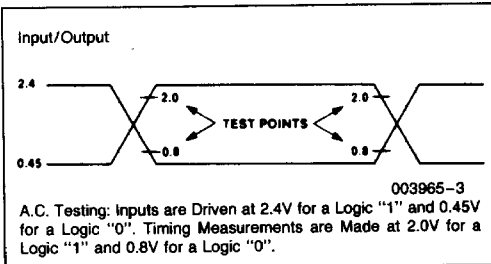 Input/Output
2.4
2.0
2.0
TEST POINTS
0.8
0.8
0.45
003965–3
A.C. Testing: Inputs are Driven at 2.4V for a Logic "1" and 0.45V
for a Logic "0". Timing Measurements are Made at 2.0V for a
Logic "1" and 0.8V for a Logic "0".